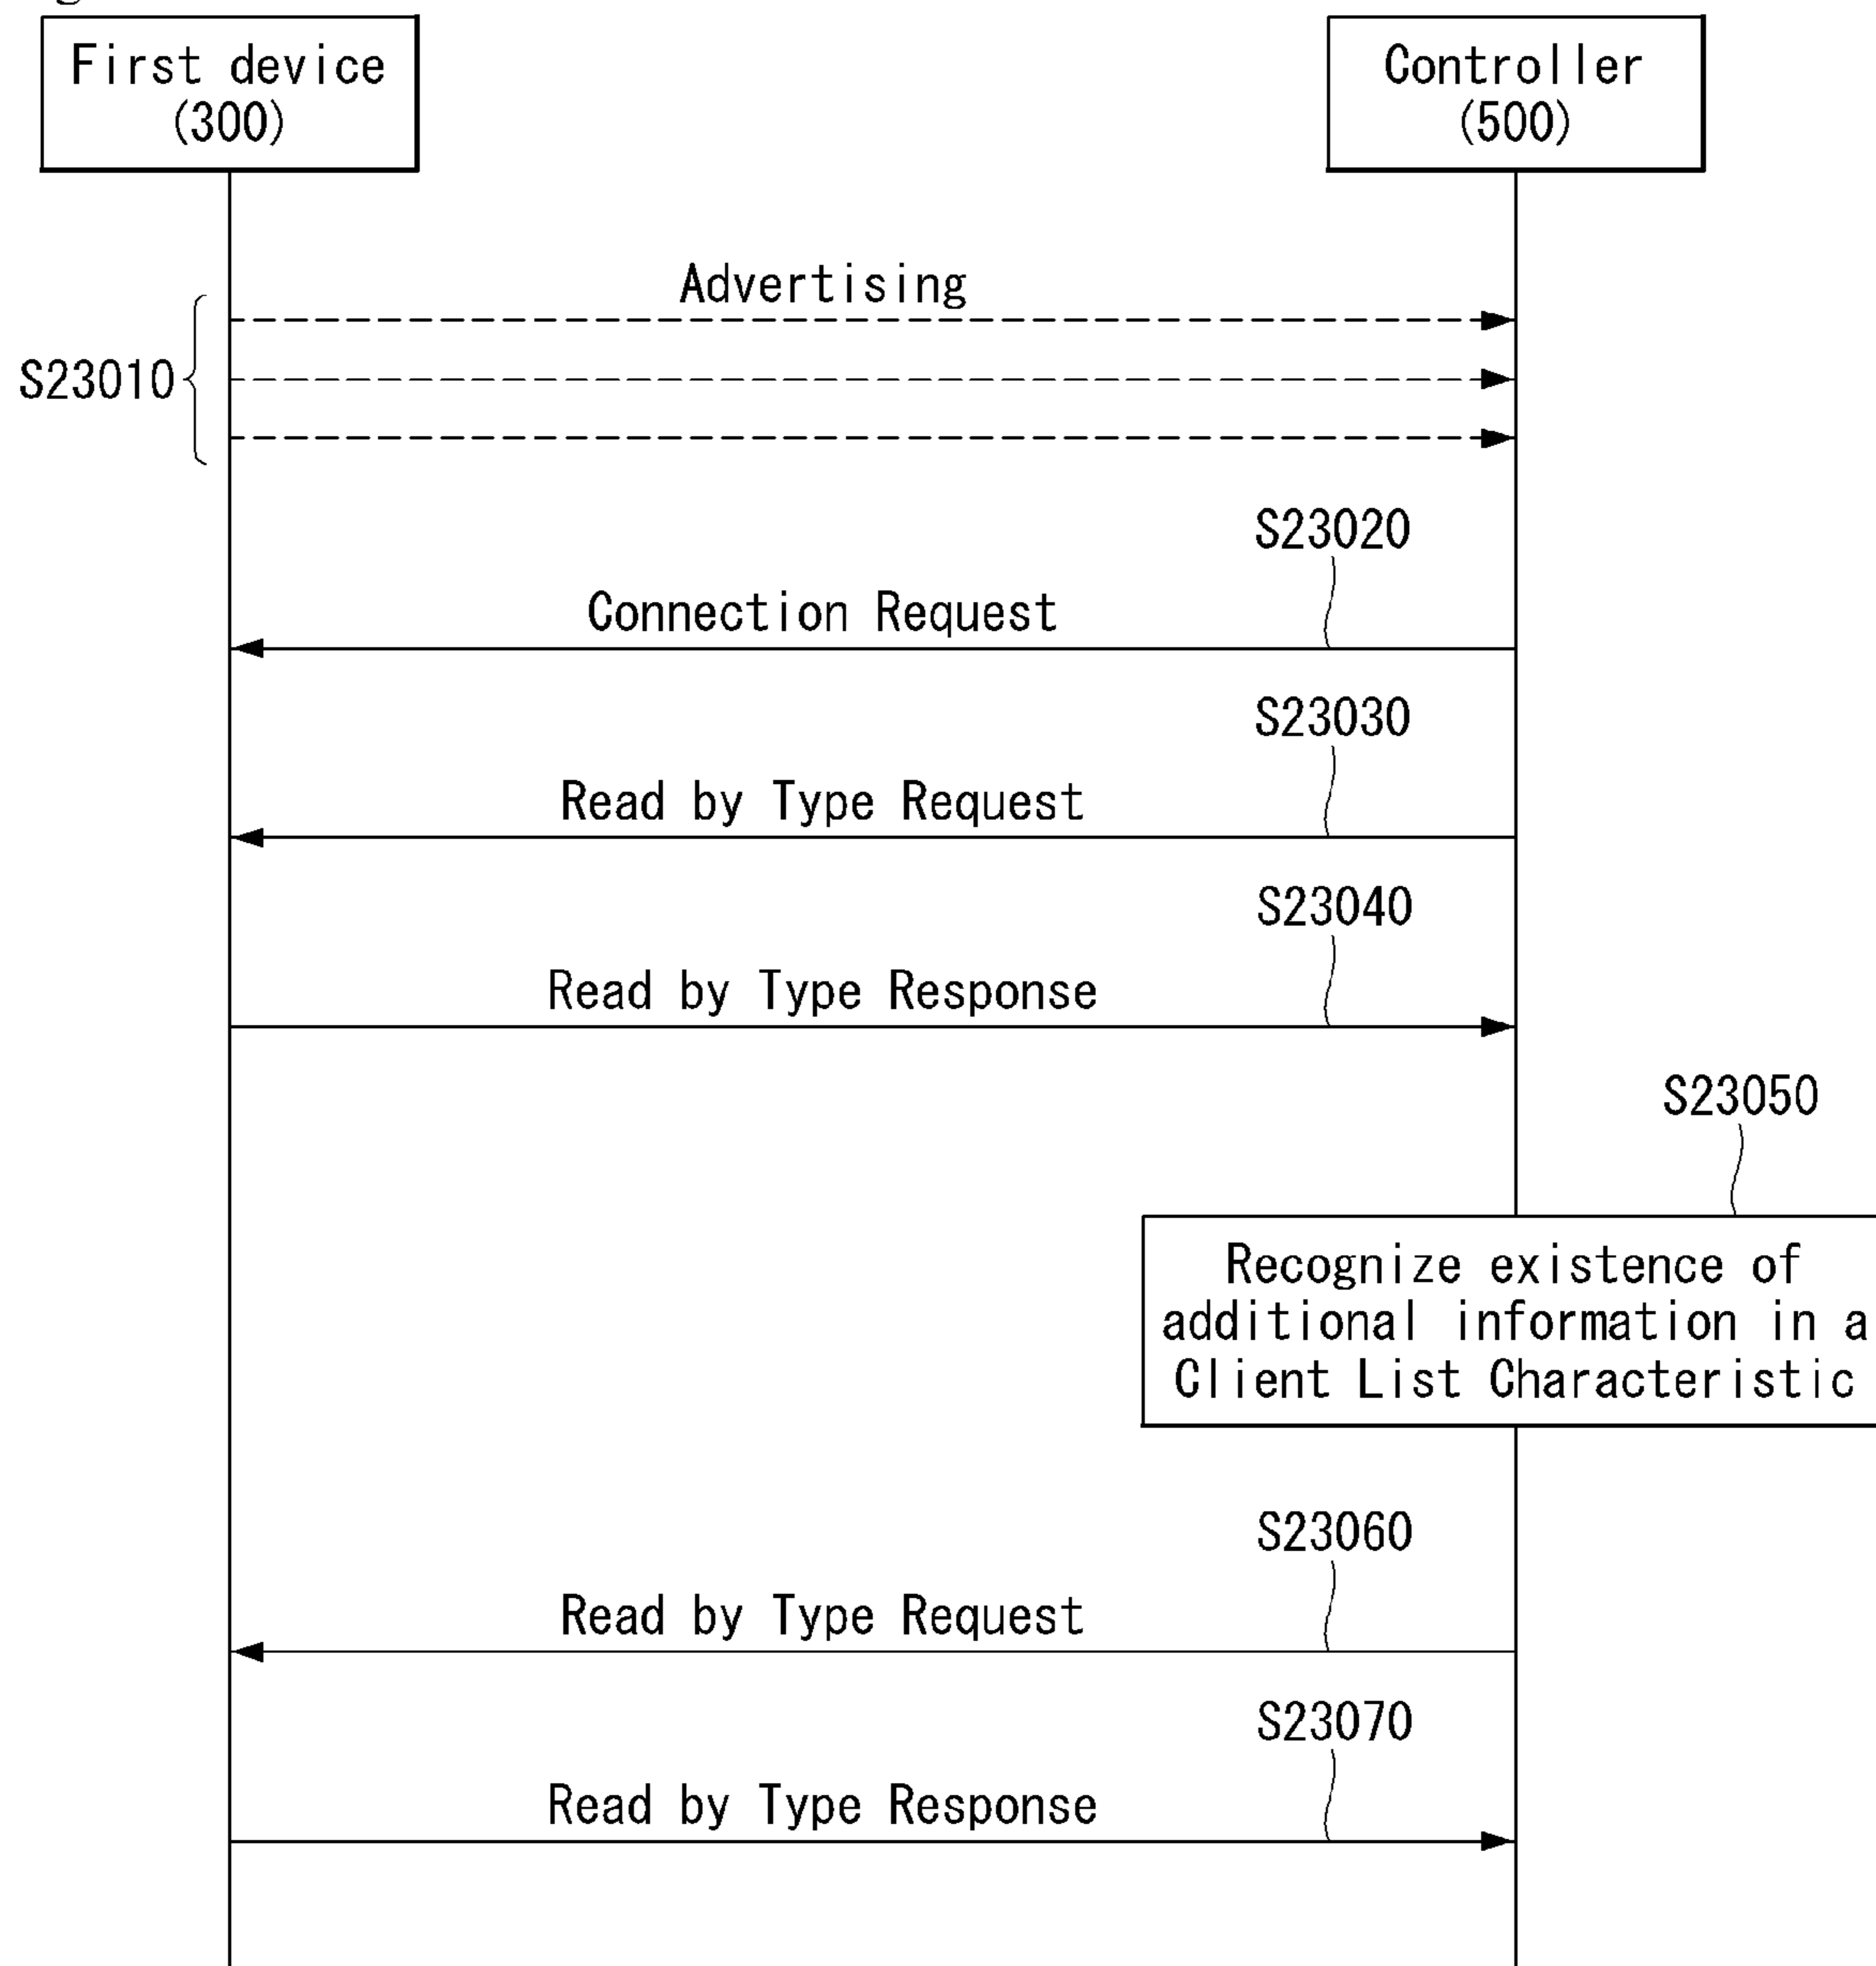 First device
(300)
Controller
(500)
Advertising
S23010
S23020
Connection Request
S23030
Read by Type Request
S23040
Read by Type Response
S23050
Recognize existence of
additional information in a
Client List Characteristic
S23060
Read by Type Request
S23070
Read by Type Response